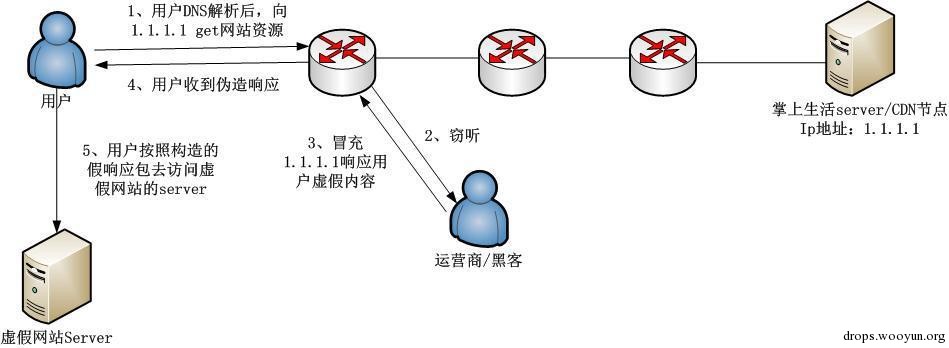 1、用户DNS解析后，向
1.1.1.1 get网站资源
4、用户收到伪造响应
用户
掌上生活server/CDN节点
Ip地址：1.1.1.1
3、冒充
1.1.1.1响应用
户虚假内容
2、窃听
5、用户按照构造的
假响应包去访问虚
假网站的server
运营商/黑客
虚假网站Server
drops.wooyun.org